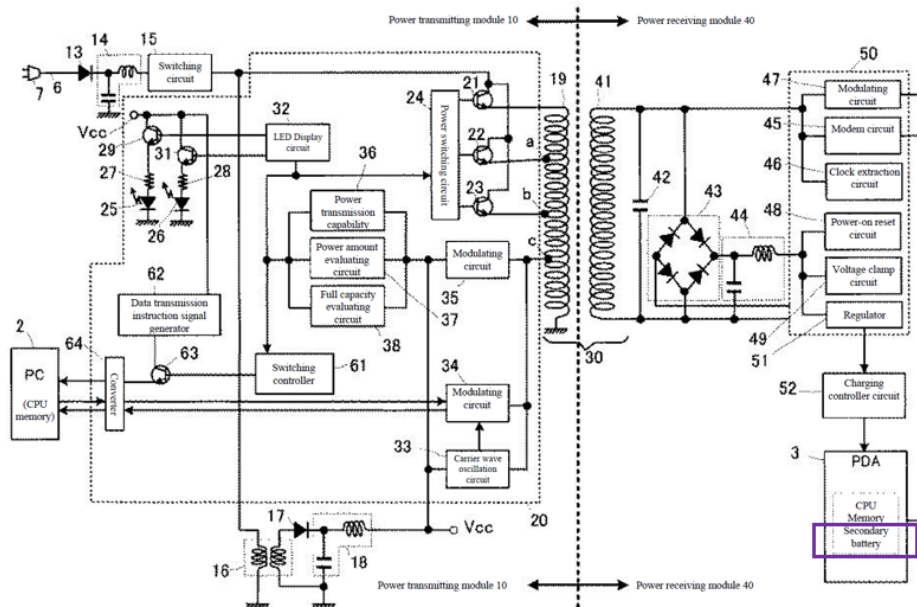 Power transmitting module 10
Power receiving module 40
14
15
13
Switching
circuit
6
7
32
LED Display
circuit
Vcc
29
31
27
28
25
26
36
Power
transmission
capability
Power amount
evaluating
circuit
Full capacity
evaluating
circuit
37
38
24
Power switching circuit
21
22
23
a
b
c
19
41
Modulating
circuit
35
30
42
43
44
50
47
Modulating
circuit
45
Modem circuit
46
Clock extraction
circuit
48
Power-on reset
circuit
Voltage clamp
circuit
49
Regulator
51
62
Data transmission
instruction signal
generator
2
64
63
PC
(CPU
memory)
Converter
Switching
controller
61
34
Modulating
circuit
33
Carrier wave
oscillation
circuit
52
Charging
controller circuit
3
PDA
CPU
Memory
Secondary
battery
20
17
Vcc
16
18
Power transmitting module 10
Power receiving module 40